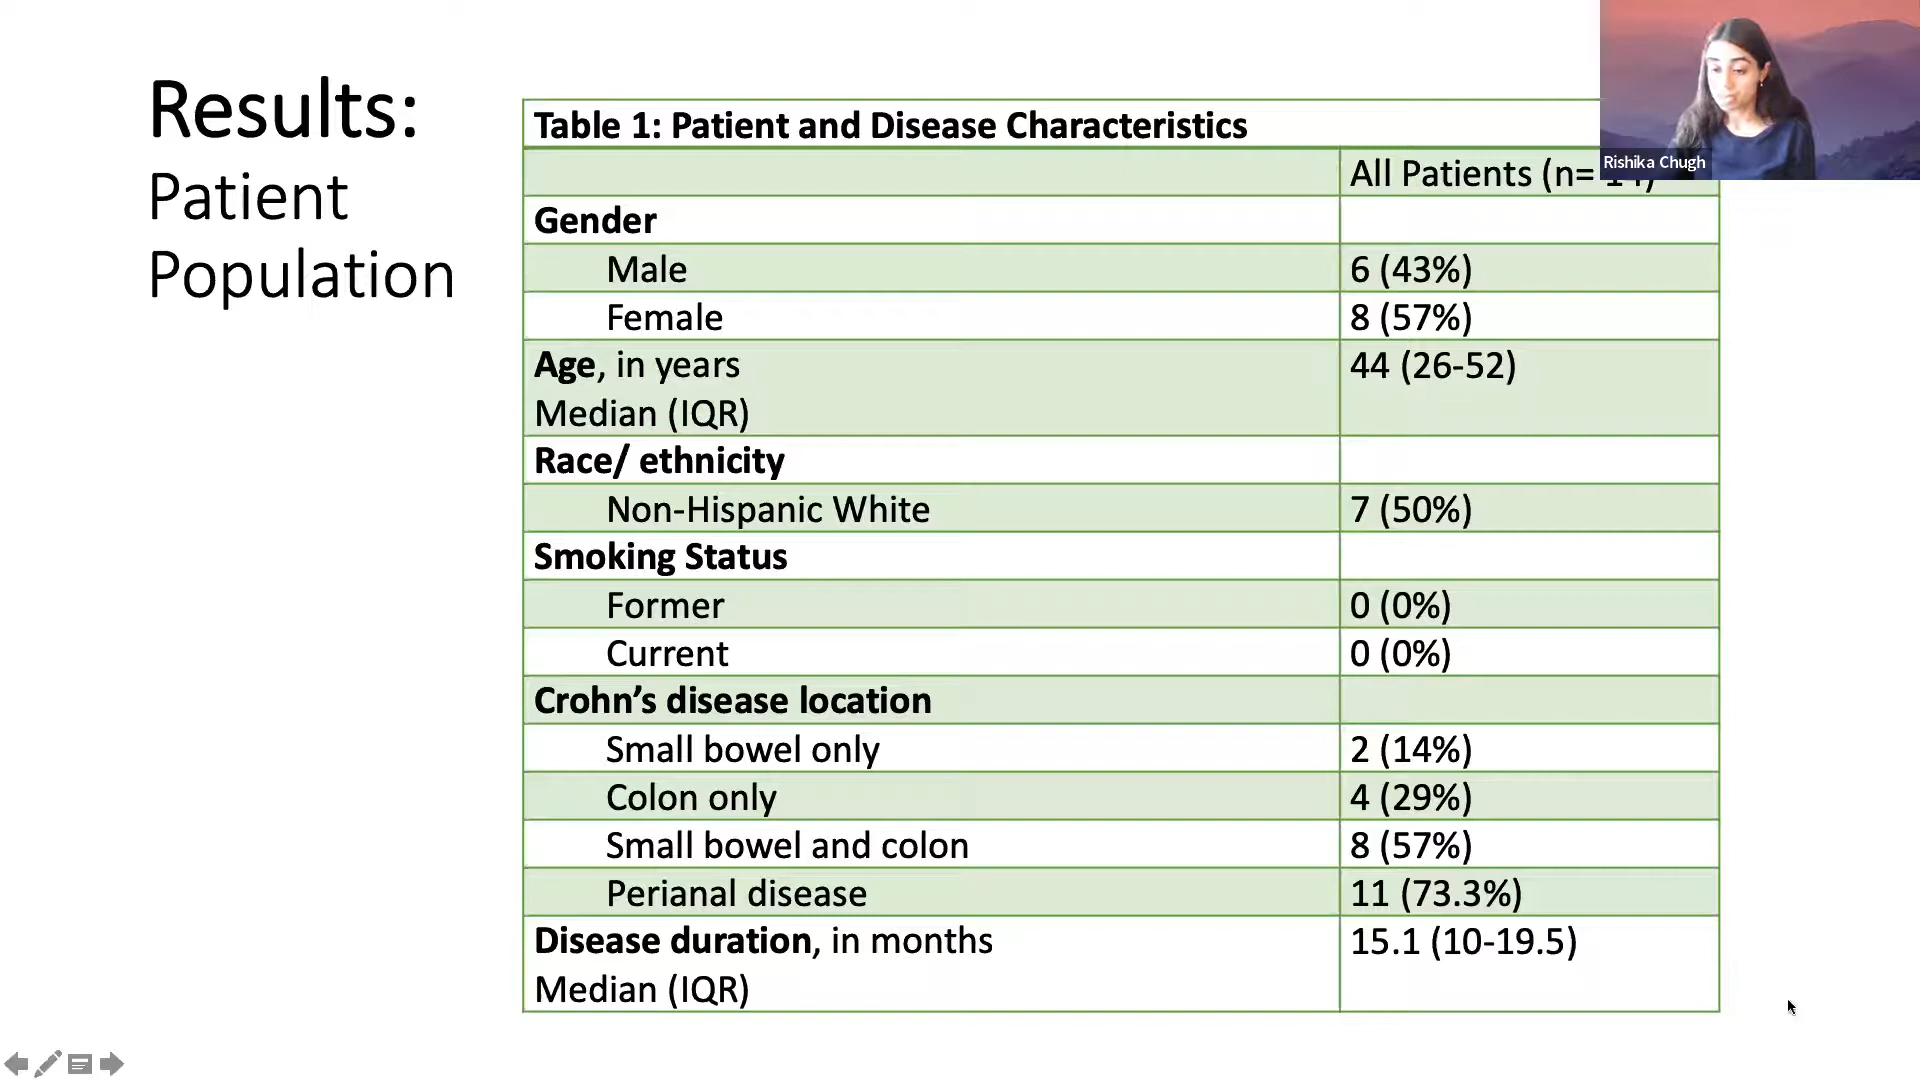 Results:
Patient
Population
Table 1: Patient and Disease Characteristics
All Patients (n= 14)
Gender
Male 6 (43%)
Female 8 (57%)
Age, in years 44 (26-52)
Median (IQR)
Race/ ethnicity
Non-Hispanic White 7 (50%)
Smoking Status
Former 0 (0%)
Current 0 (0%)
Crohn’s disease location
Small bowel only 2 (14%)
Colon only 4 (29%)
Small bowel and colon 8 (57%)
Perianal disease 11 (73.3%)
Disease duration, in months 15.1 (10-19.5)
Median (IQR)
Rishika Chugh